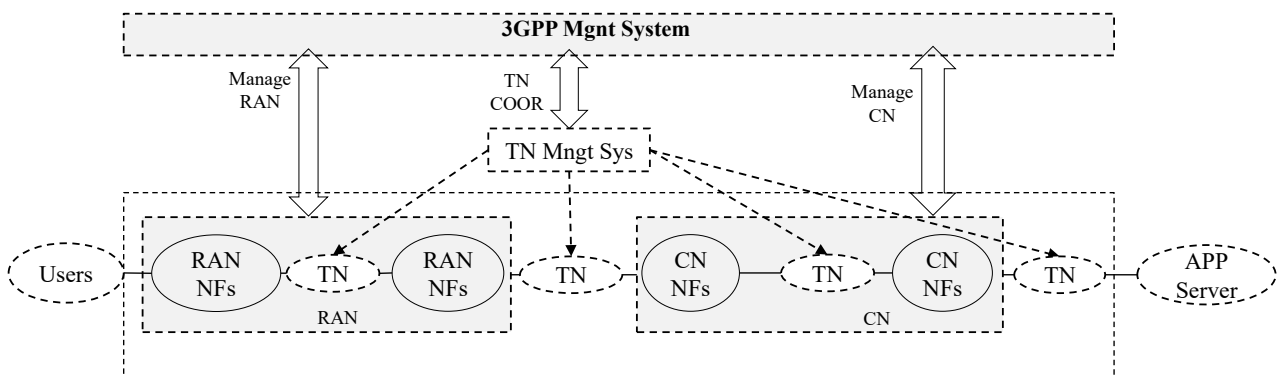 3GPP Mgnt System
Manage
RAN
TN
COOR
Manage
CN
TN Mngt Sys
Users
RAN
NFs
TN
RAN
NFs
TN
CN
NFs
TN
CN
NFs
TN
APP
Server
RAN
CN